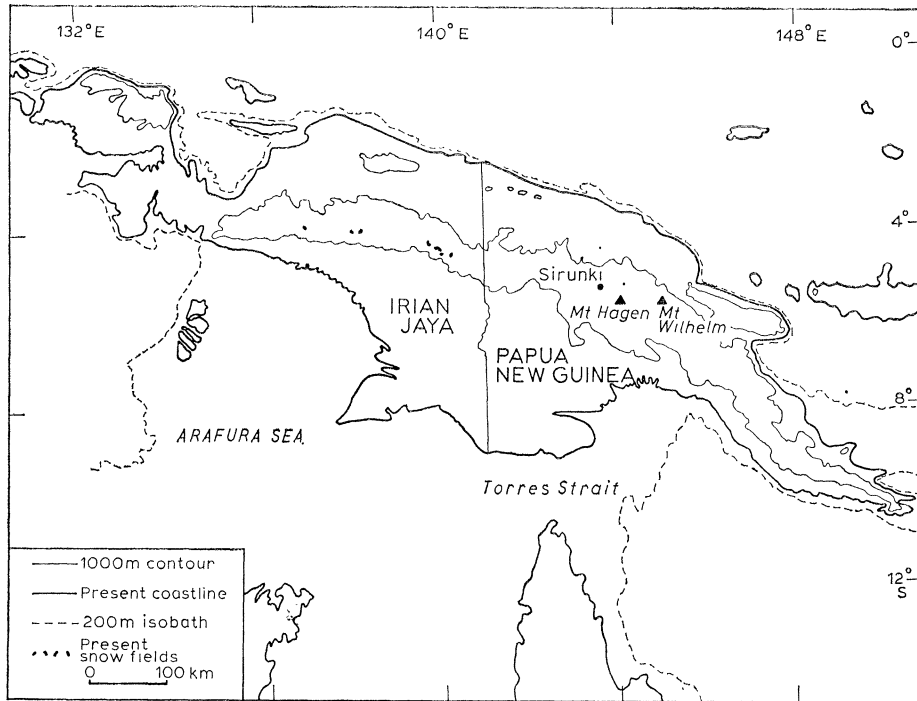 132°E
140°E
148°E
0°
4°
Sirunki
Mt Hagen
Mt
Wilhelm
IRIAN
JAYA
PAPUA
NEW GUINEA
8°
ARAFURA SEA.
Torres Strait
12°
S
1000m contour
Present coastline
200m isobath
Present
snow fields
0 100 km